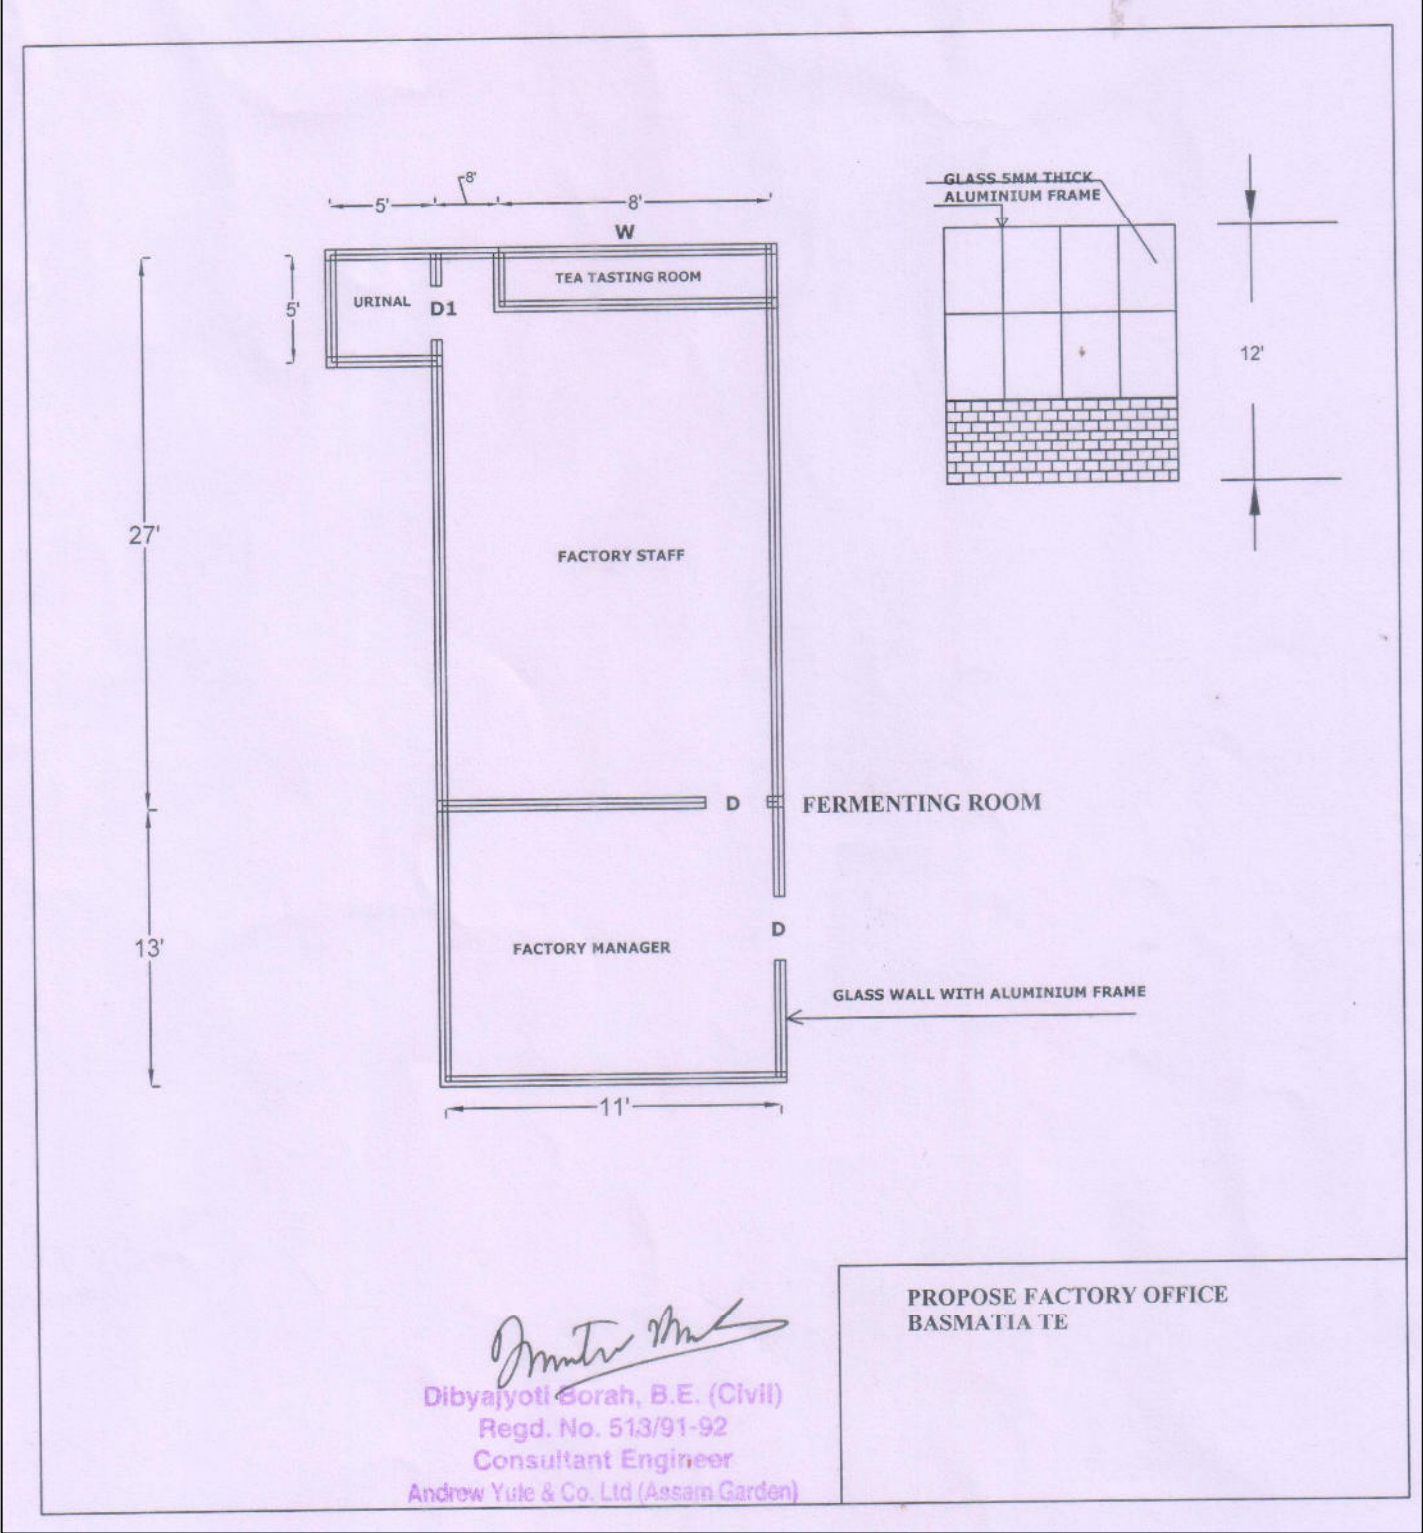 8'
5'
8'
W
TEA TASTING ROOM
URINAL
D1
5'
GLASS 5MM THICK
ALUMINIUM FRAME
12'
27'
FACTORY STAFF
D
FERMENTING ROOM
D
13'
FACTORY MANAGER
GLASS WALL WITH ALUMINIUM FRAME
11'
PROPOSE FACTORY OFFICE
BASMATIA TE
Dibyajyoti Borah, B.E. (Civil)
Regd. No. 513/91-92
Consultant Engineer
Andrew Yule & Co. Ltd (Assam Garden)